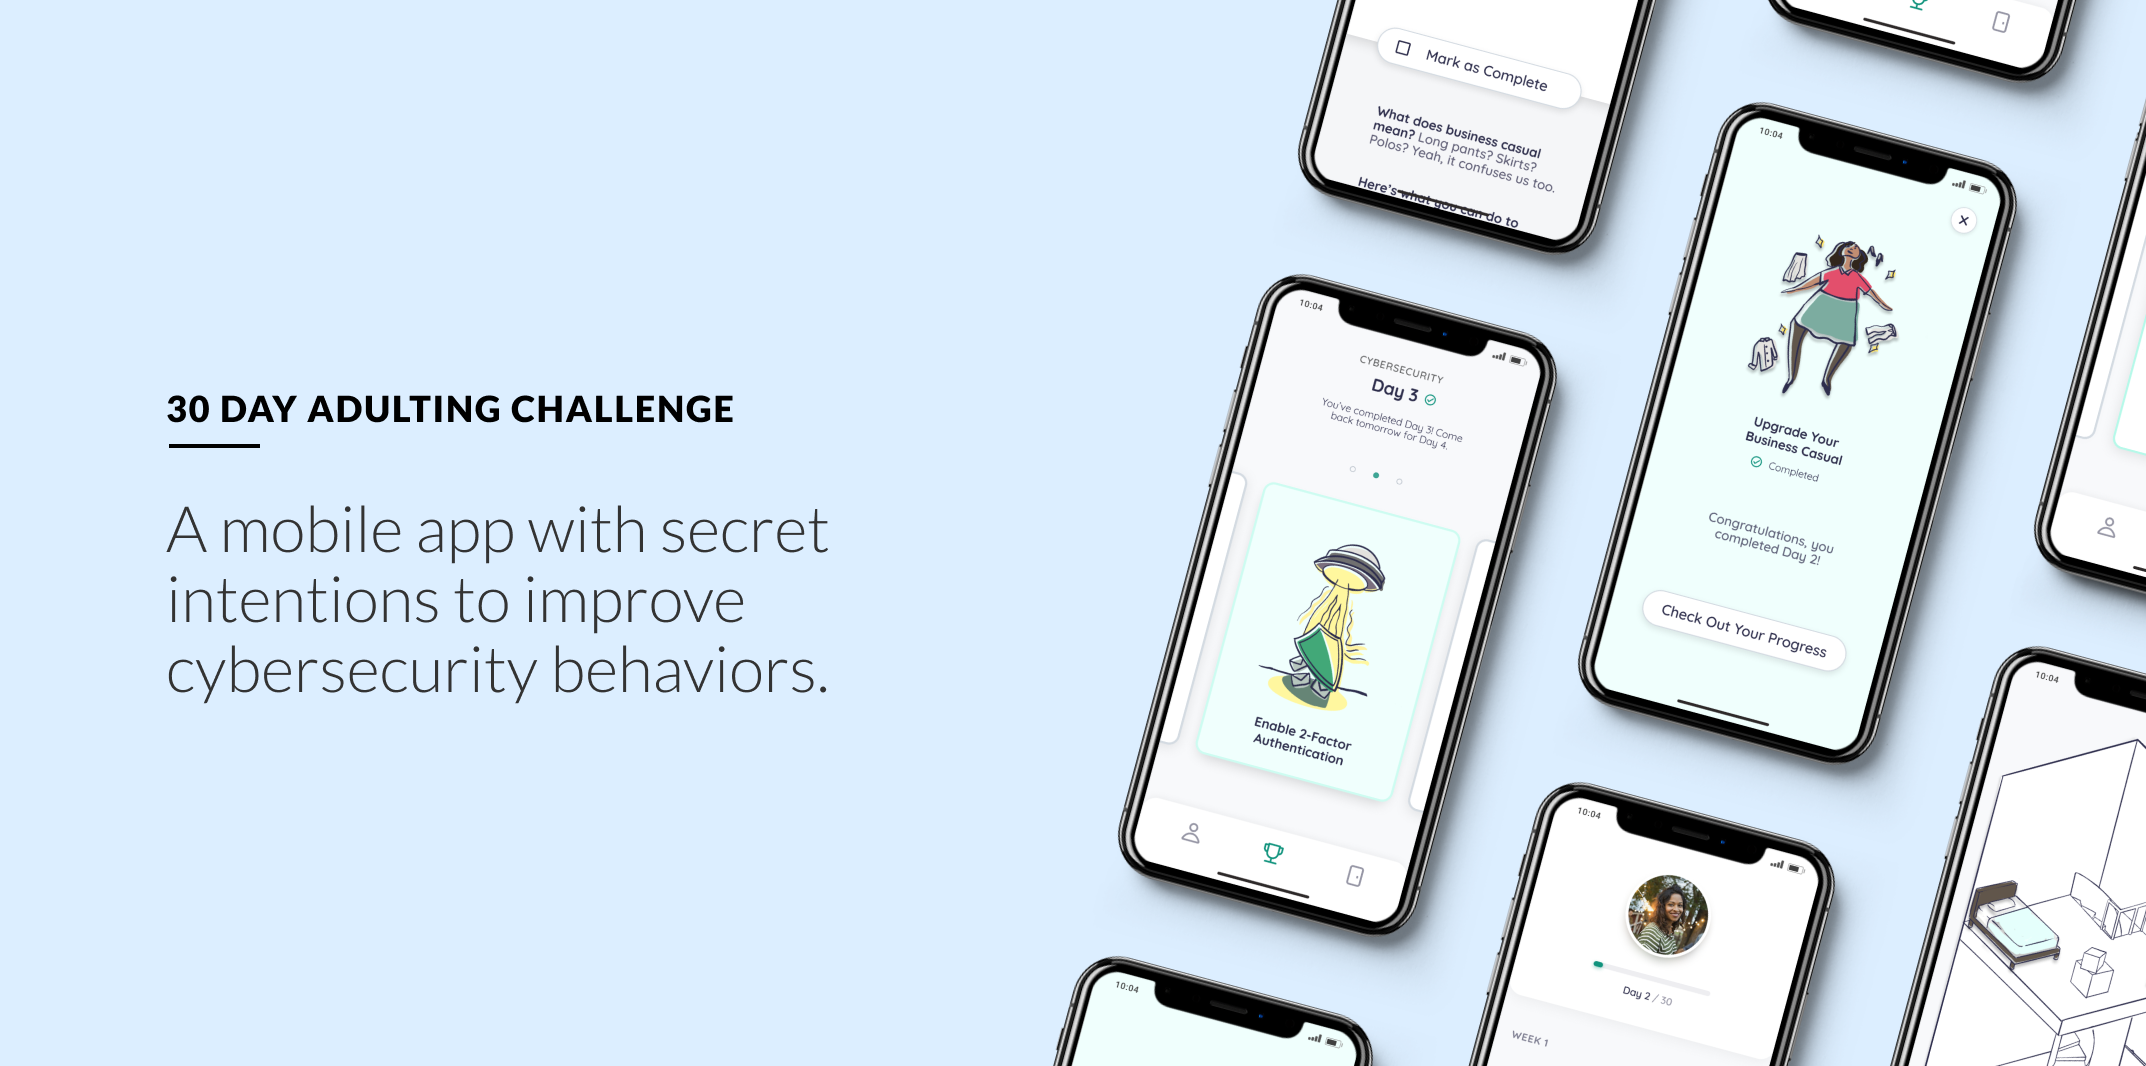 30 DAY ADULTING CHALLENGE
A mobile app with secret
intentions to improve
cybersecurity behaviors.
Mark as Complete
What does business casual
mean? Long pants? Skirts?
Polos? Yeah, it confuses us too.
Here's what you can do to
10:04
CYBERSECURITY
Day 3
You've completed Day 3! Come
back tomorrow for Day 4.
Enable 2-Factor
Authentication
10:04
Upgrade Your
Business Casual
Completed
Congratulations, you
completed Day 2!
Check Out Your Progress
10:04
10:04
Day 2 / 30
WEEK 1
10:04